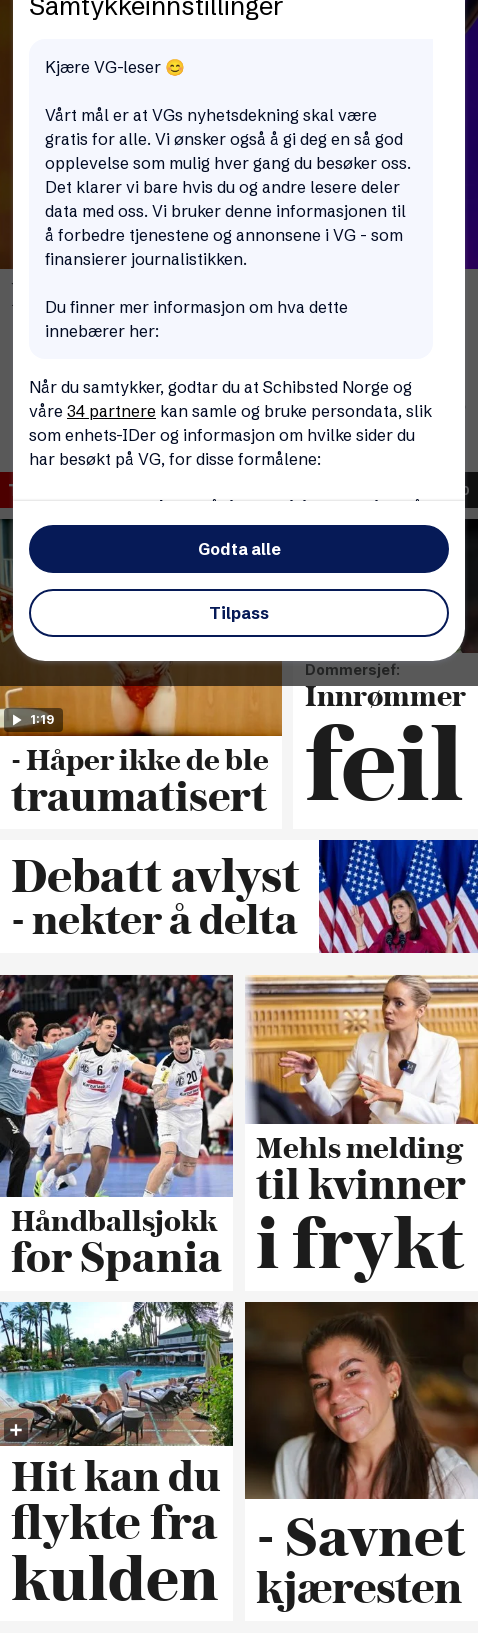 Samtykkeinnstillinger
Kjære VG-leser 😊
Vårt mål er at VGs nyhetsdekning skal være
gratis for alle. Vi ønsker også å gi deg en så god
opplevelse som mulig hver gang du besøker oss.
Det klarer vi bare hvis du og andre lesere deler
data med oss. Vi bruker denne informasjonen til
å forbedre tjenestene og annonsene i VG - som
finansierer journalistikken.
Du finner mer informasjon om hva dette
innebærer her:
Når du samtykker, godtar du at Schibsted Norge og
våre 34 partnere kan samle og bruke persondata, slik
som enhets-IDer og informasjon om hvilke sider du
har besøkt på VG, for disse formålene:
Godta alle
Tilpass
1:19
- Håper ikke de ble
traumatisert
Dommersjef:
Innrømmer
feil
Debatt avlyst
- nekter å delta
6
20
Håndballsjokk
for Spania
Mehls melding
til kvinner
i frykt
Hit kan du
flykte fra
kulden
- Savnet
kjæresten